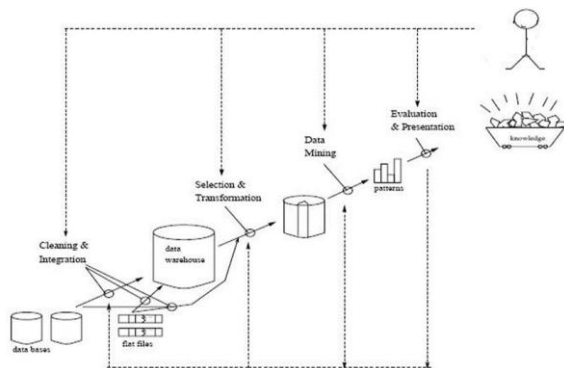 Evaluation
& Presentation
knowledge
Data
Mining
patterns
Selection &
Transformation
data
warehouse
Cleaning &
Integration
data bases
flat files